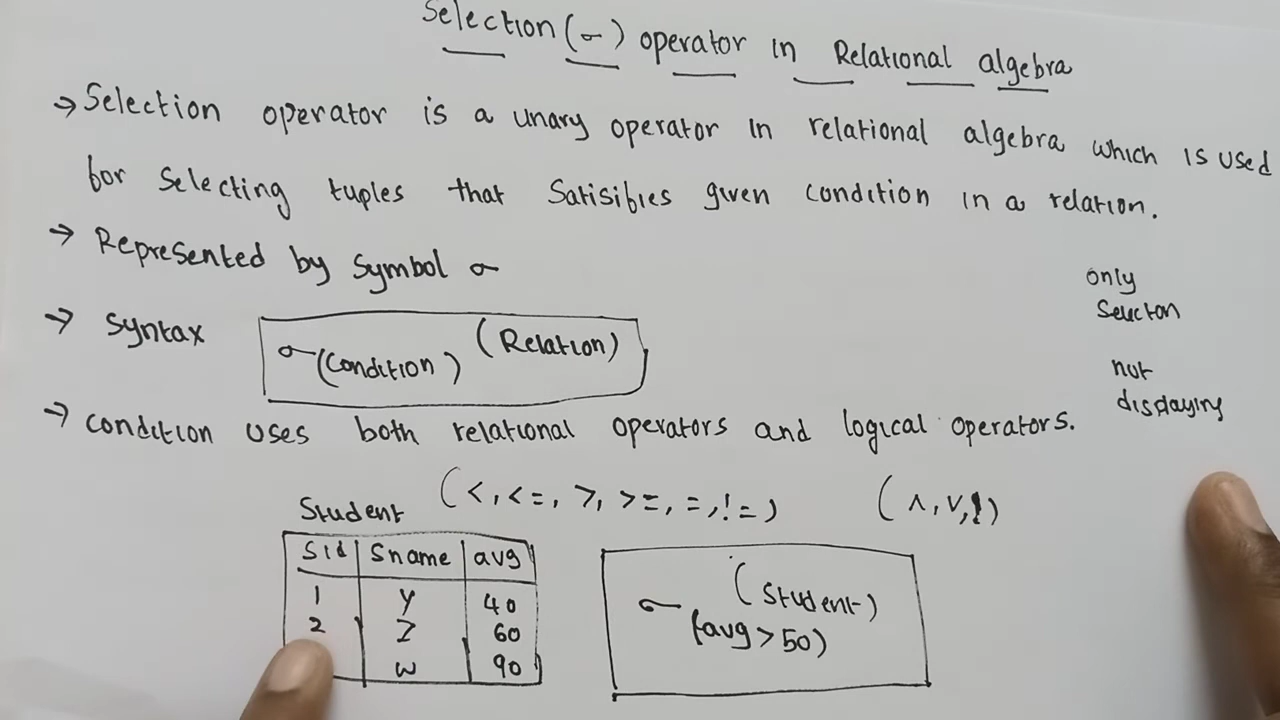 Selection (σ) operator in Relational algebra
→ Selection operator is a unary operator in relational algebra which is used
for selecting tuples that Satisifies given condition in a relation.
→ Represented by Symbol σ
only
Selection
→ Syntax σ(Condition) (Relation)
not
displaying
→ condition uses both relational operators and logical operators.
(<, <=, >, >=, =, !=) (∧, ∨, !)
Student
Sid Sname avg
1 y 40
2 Z 60
w 90
σ(avg > 50) (Student)